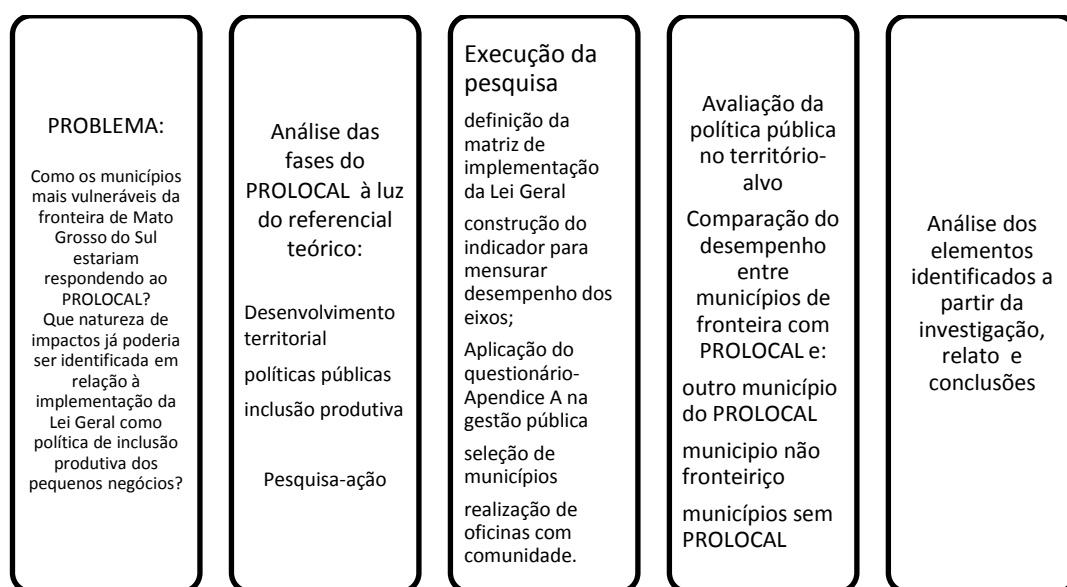 PROBLEMA:
Como os municípios
mais vulneráveis da
fronteira de Mato
Grosso do Sul
estariam
respondendo ao
PROLOCAL?
Que natureza de
impactos já poderia
ser identificada em
relação à
implementação da
Lei Geral como
política de inclusão
produtiva dos
pequenos negócios?
Análise das
fases do
PROLOCAL à luz
do referencial
teórico:
Desenvolvimento
territorial
políticas públicas
inclusão produtiva
Pesquisa-ação
Execução da
pesquisa
definição da
matriz de
implementação
da Lei Geral
construção do
indicador para
mensurar
desempenho dos
eixos;
Aplicação do
questionário-
Apendice A na
gestão pública
seleção de
municípios
realização de
oficinas com
comunidade.
Avaliação da
política pública
no território-
alvo
Comparação do
desempenho
entre
municípios de
fronteira com
PROLOCAL e:
outro município
do PROLOCAL
municipio não
fronteiriço
municípios sem
PROLOCAL
Análise dos
elementos
identificados a
partir da
investigação,
relato e
conclusões